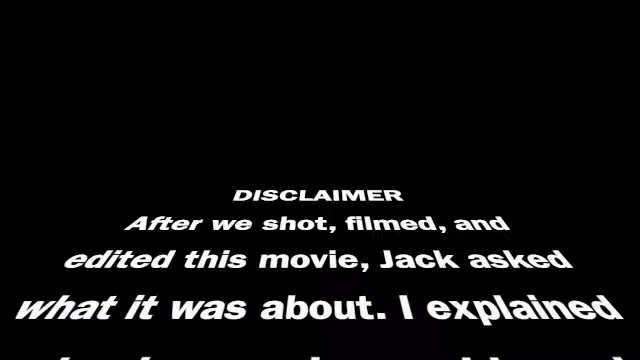 DISCLAIMER
After we shot, filmed, and
edited this movie, Jack asked
what it was about. I explained